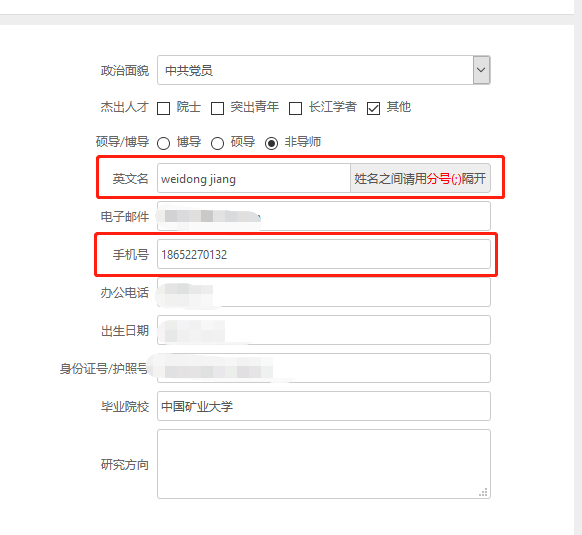 政治面貌 中共党员
杰出人才 院士 突出青年 长江学者 其他
硕导/博导 博导 硕导 非导师
英文名 weidong jiang 姓名之间请用分号(;)隔开
电子邮件
手机号 18652270132
办公电话
出生日期
身份证号/护照号
毕业院校 中国矿业大学
研究方向